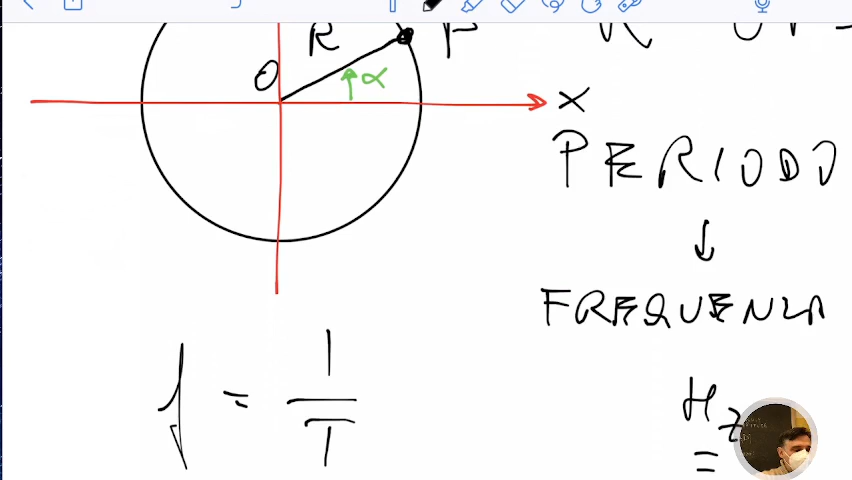 R
O
α
x
PERIODO
↓
FREQUENZA
f = 1/T
Hz
=